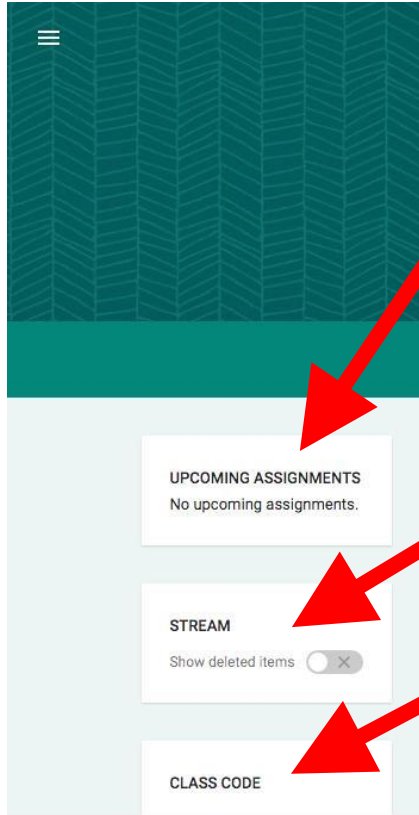 UPCOMING ASSIGNMENTS
No upcoming assignments.
STREAM
Show deleted items
CLASS CODE